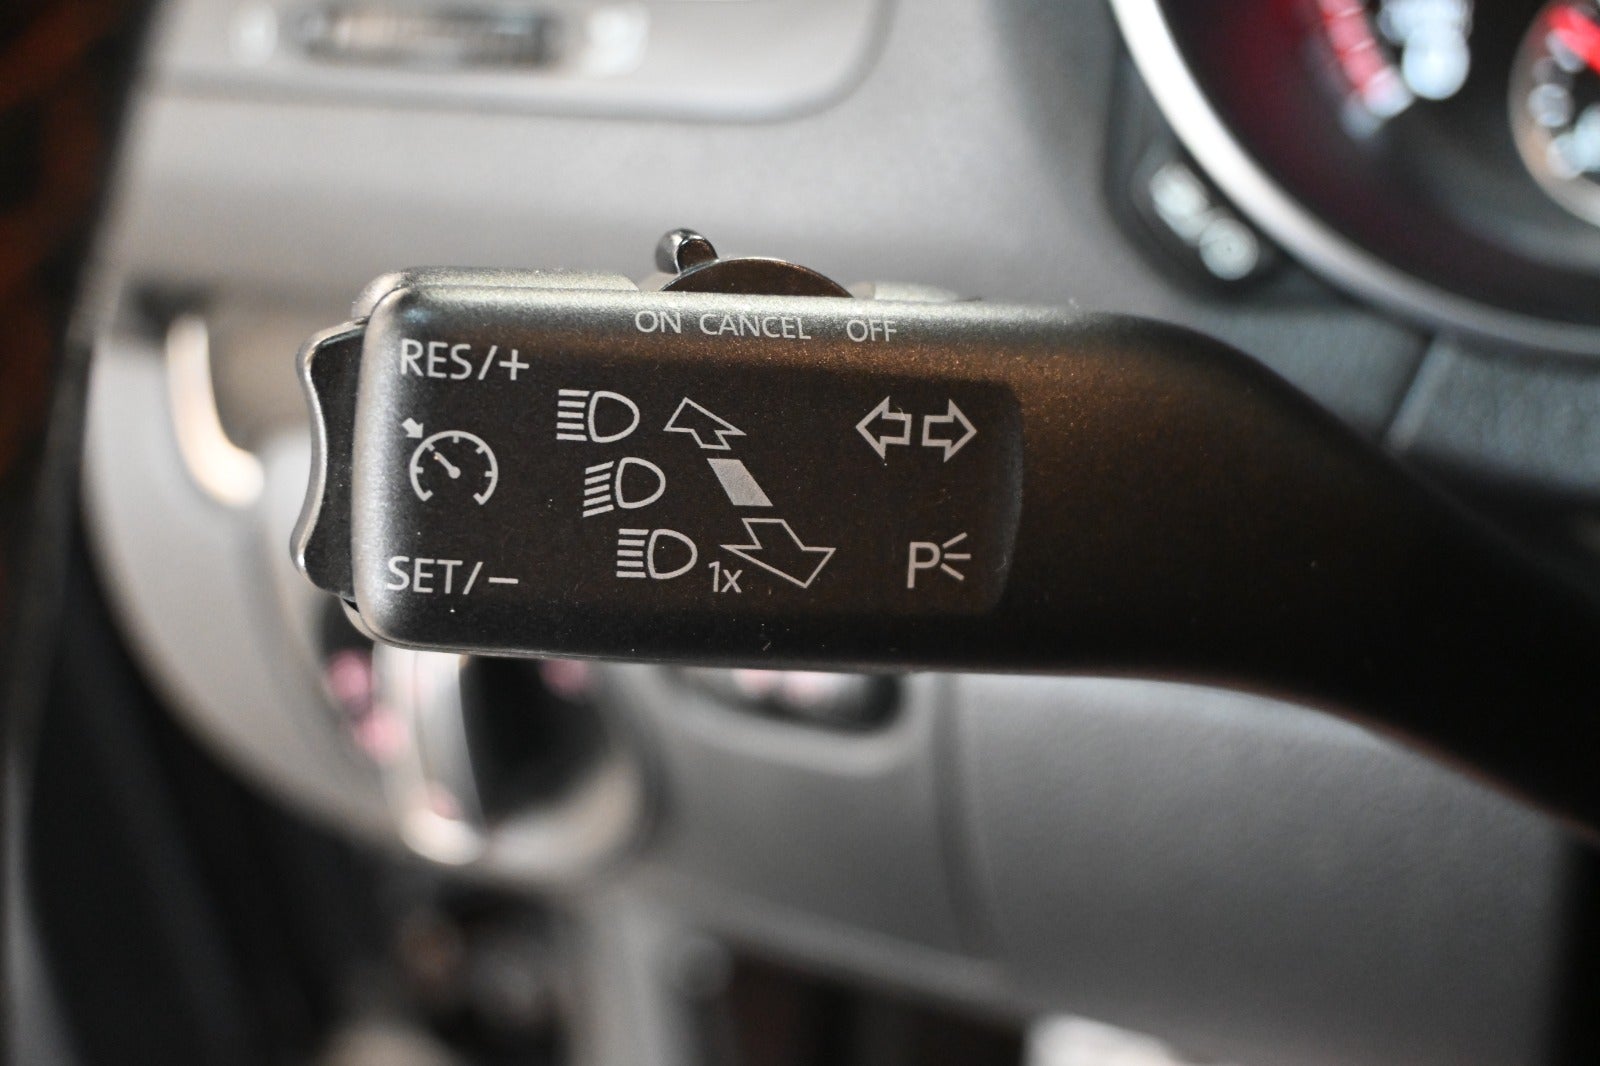 ON CANCEL OFF
RES/+
SET/−
1x
P